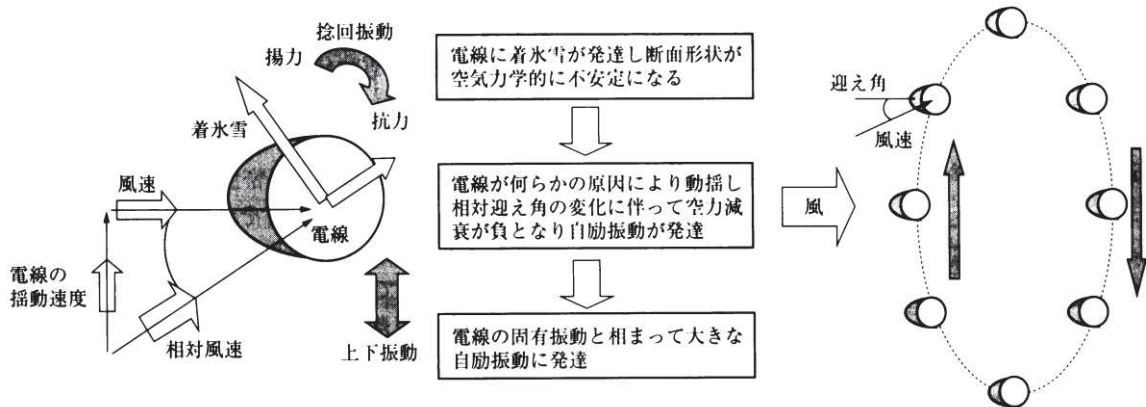 捻回振動
揚力
抗力
着氷雪
風速
電線
電線の
揺動速度
相対風速
上下振動
電線に着氷雪が発達し断面形状が
空気力学的に不安定になる
電線が何らかの原因により動揺し
相対迎え角の変化に伴って空力減
衰が負となり自励振動が発達
電線の固有振動と相まって大きな
自励振動に発達
風
迎え角
風速